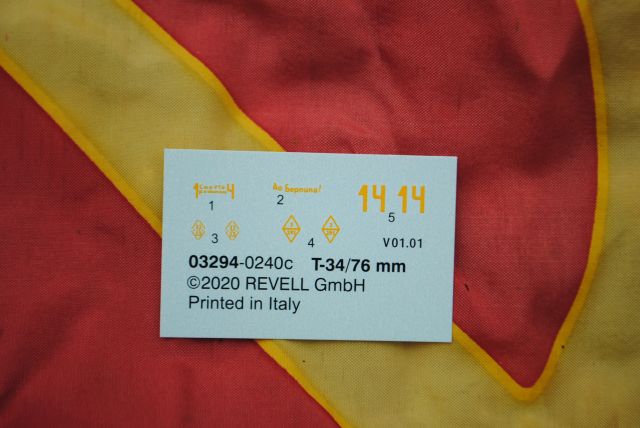 До Берлина!
14 14
1 2 5
3 4 V01.01
03294-0240c T-34/76 mm
©2020 REVELL GmbH
Printed in Italy